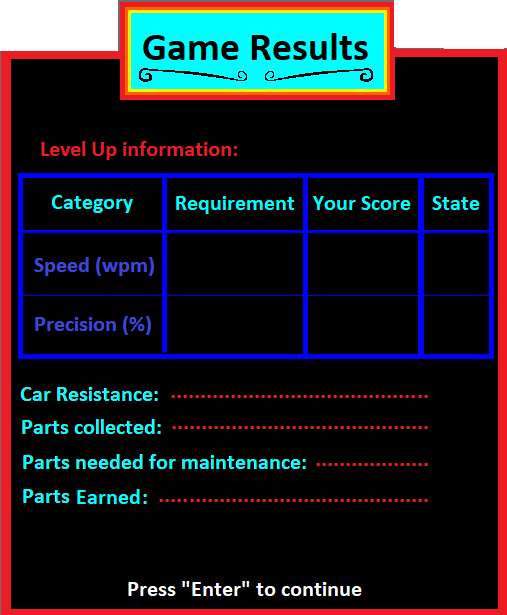 Game Results
Level Up information:
Category Requirement Your Score State
Speed (wpm)
Precision (%)
Car Resistance: ...........................................
Parts collected: ...........................................
Parts needed for maintenance: ...................
Parts Earned: .............................................
Press "Enter" to continue